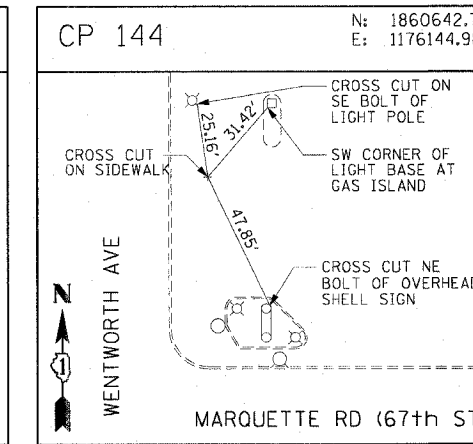 CP 144
N: 1860642.
E: 1176144.9
CROSS CUT ON
SE BOLT OF
LIGHT POLE
25.16'
31.42'
CROSS CUT
ON SIDEWALK
SW CORNER OF
LIGHT BASE AT
GAS ISLAND
47.85'
CROSS CUT NE
BOLT OF OVERHEAD
SHELL SIGN
WENTWORTH AVE
N
1
MARQUETTE RD (67th ST